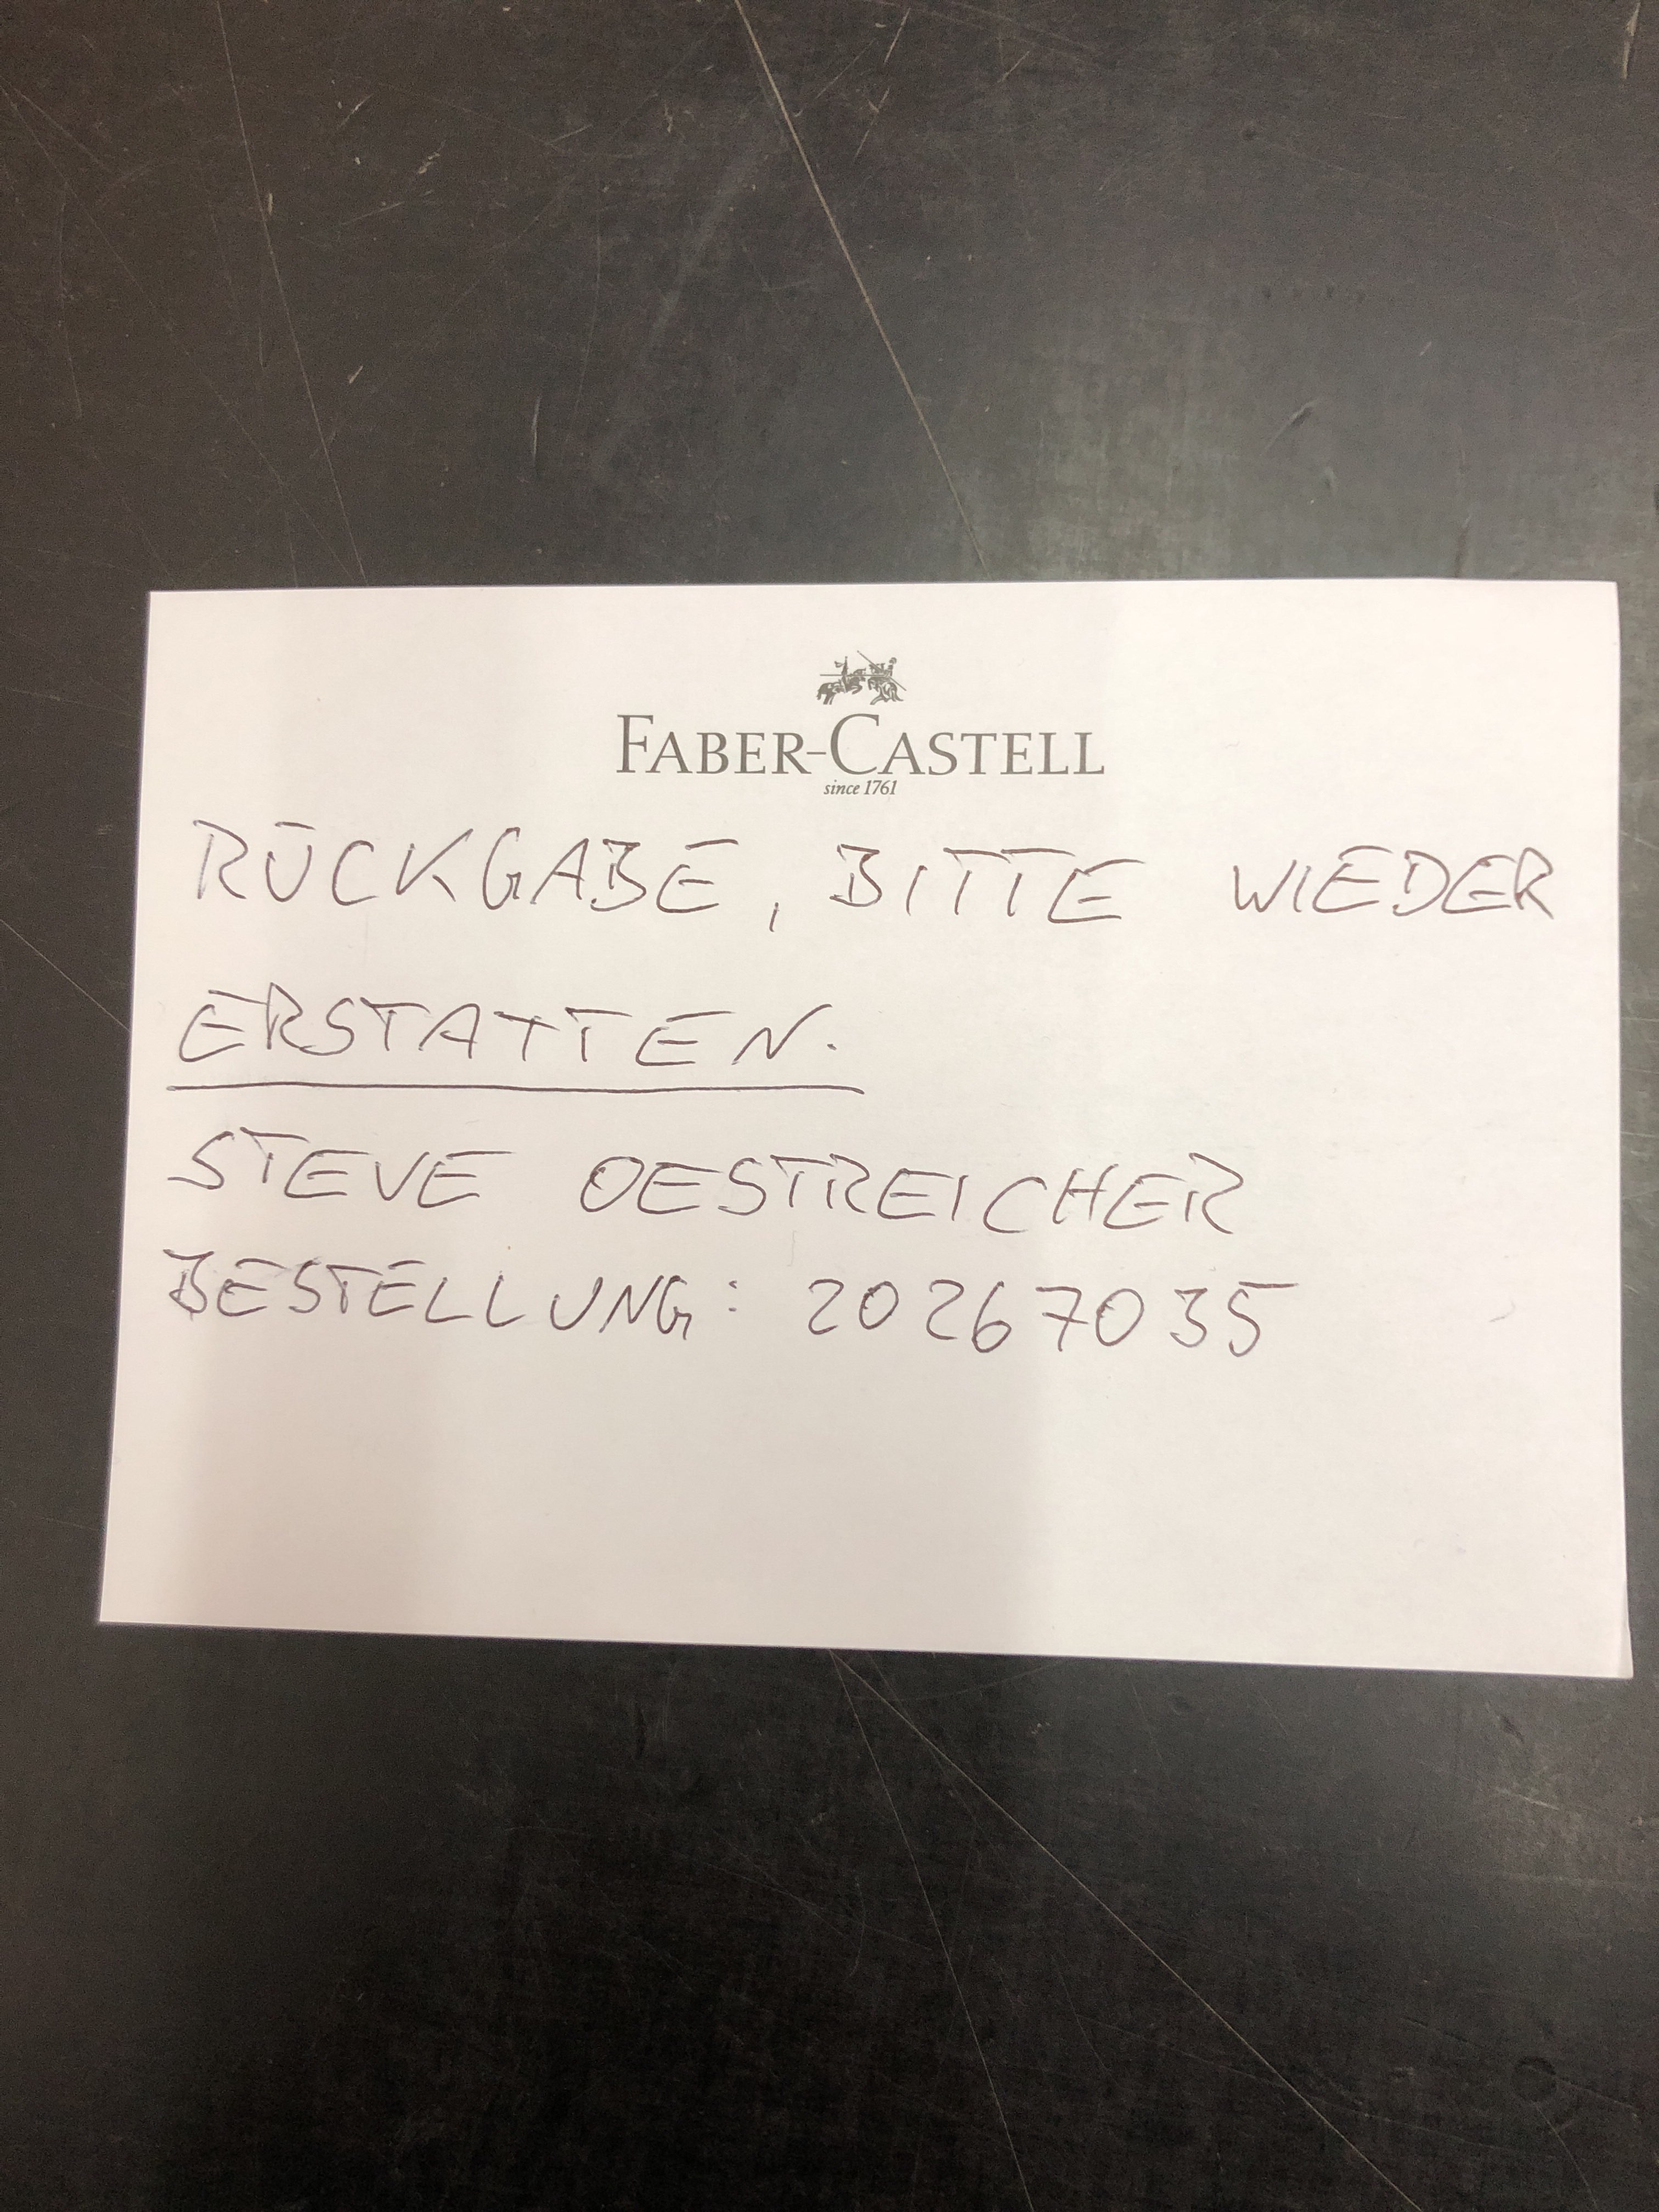 FABER-CASTELL
since 1761
RÜCKGABE, BITTE WIEDER
ERSTATTEN.
STEVE OESTREICHER
BESTELLUNG: 20267035